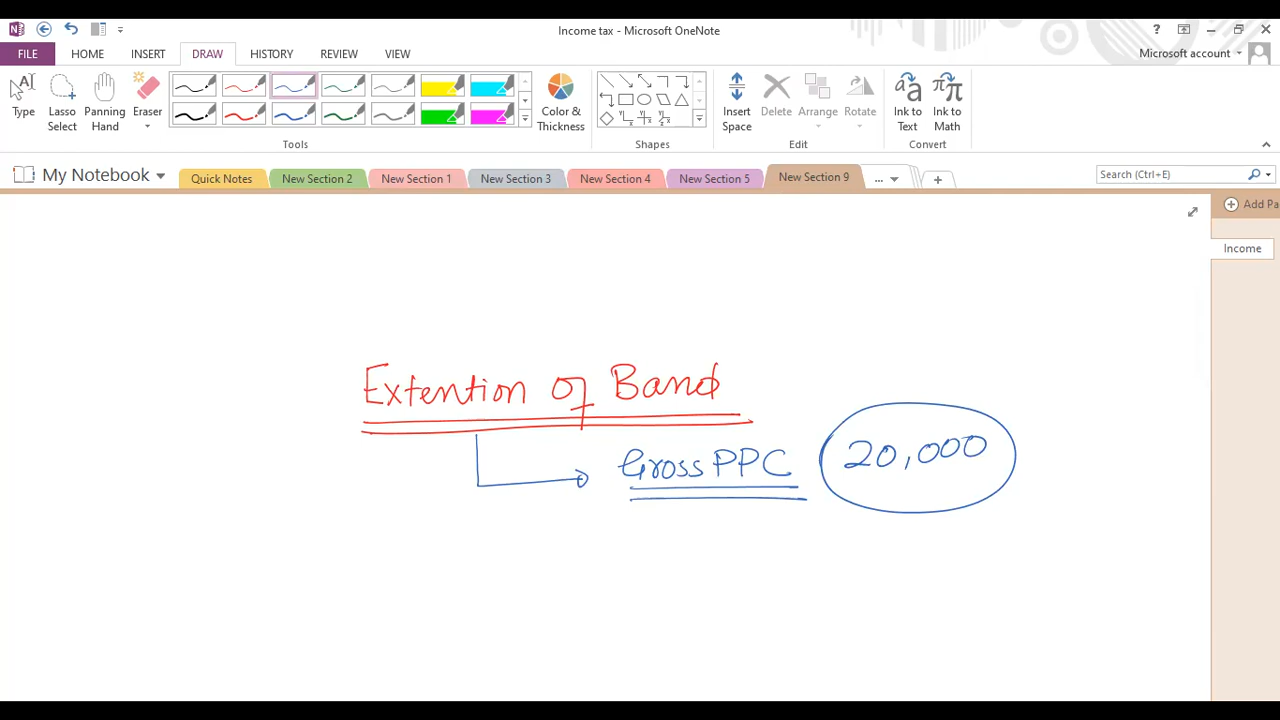 Income tax - Microsoft OneNote
FILE HOME INSERT DRAW HISTORY REVIEW VIEW
Microsoft account
Type
Lasso Select
Panning Hand
Eraser
Color & Thickness
Insert Space
Delete
Arrange
Rotate
Ink to Text
Ink to Math
Tools
Shapes
Edit
Convert
My Notebook
Quick Notes
New Section 2
New Section 1
New Section 3
New Section 4
New Section 5
New Section 9
...
Search (Ctrl+E)
Add Pa
Income
Extention of Band
Gross PPC 20,000